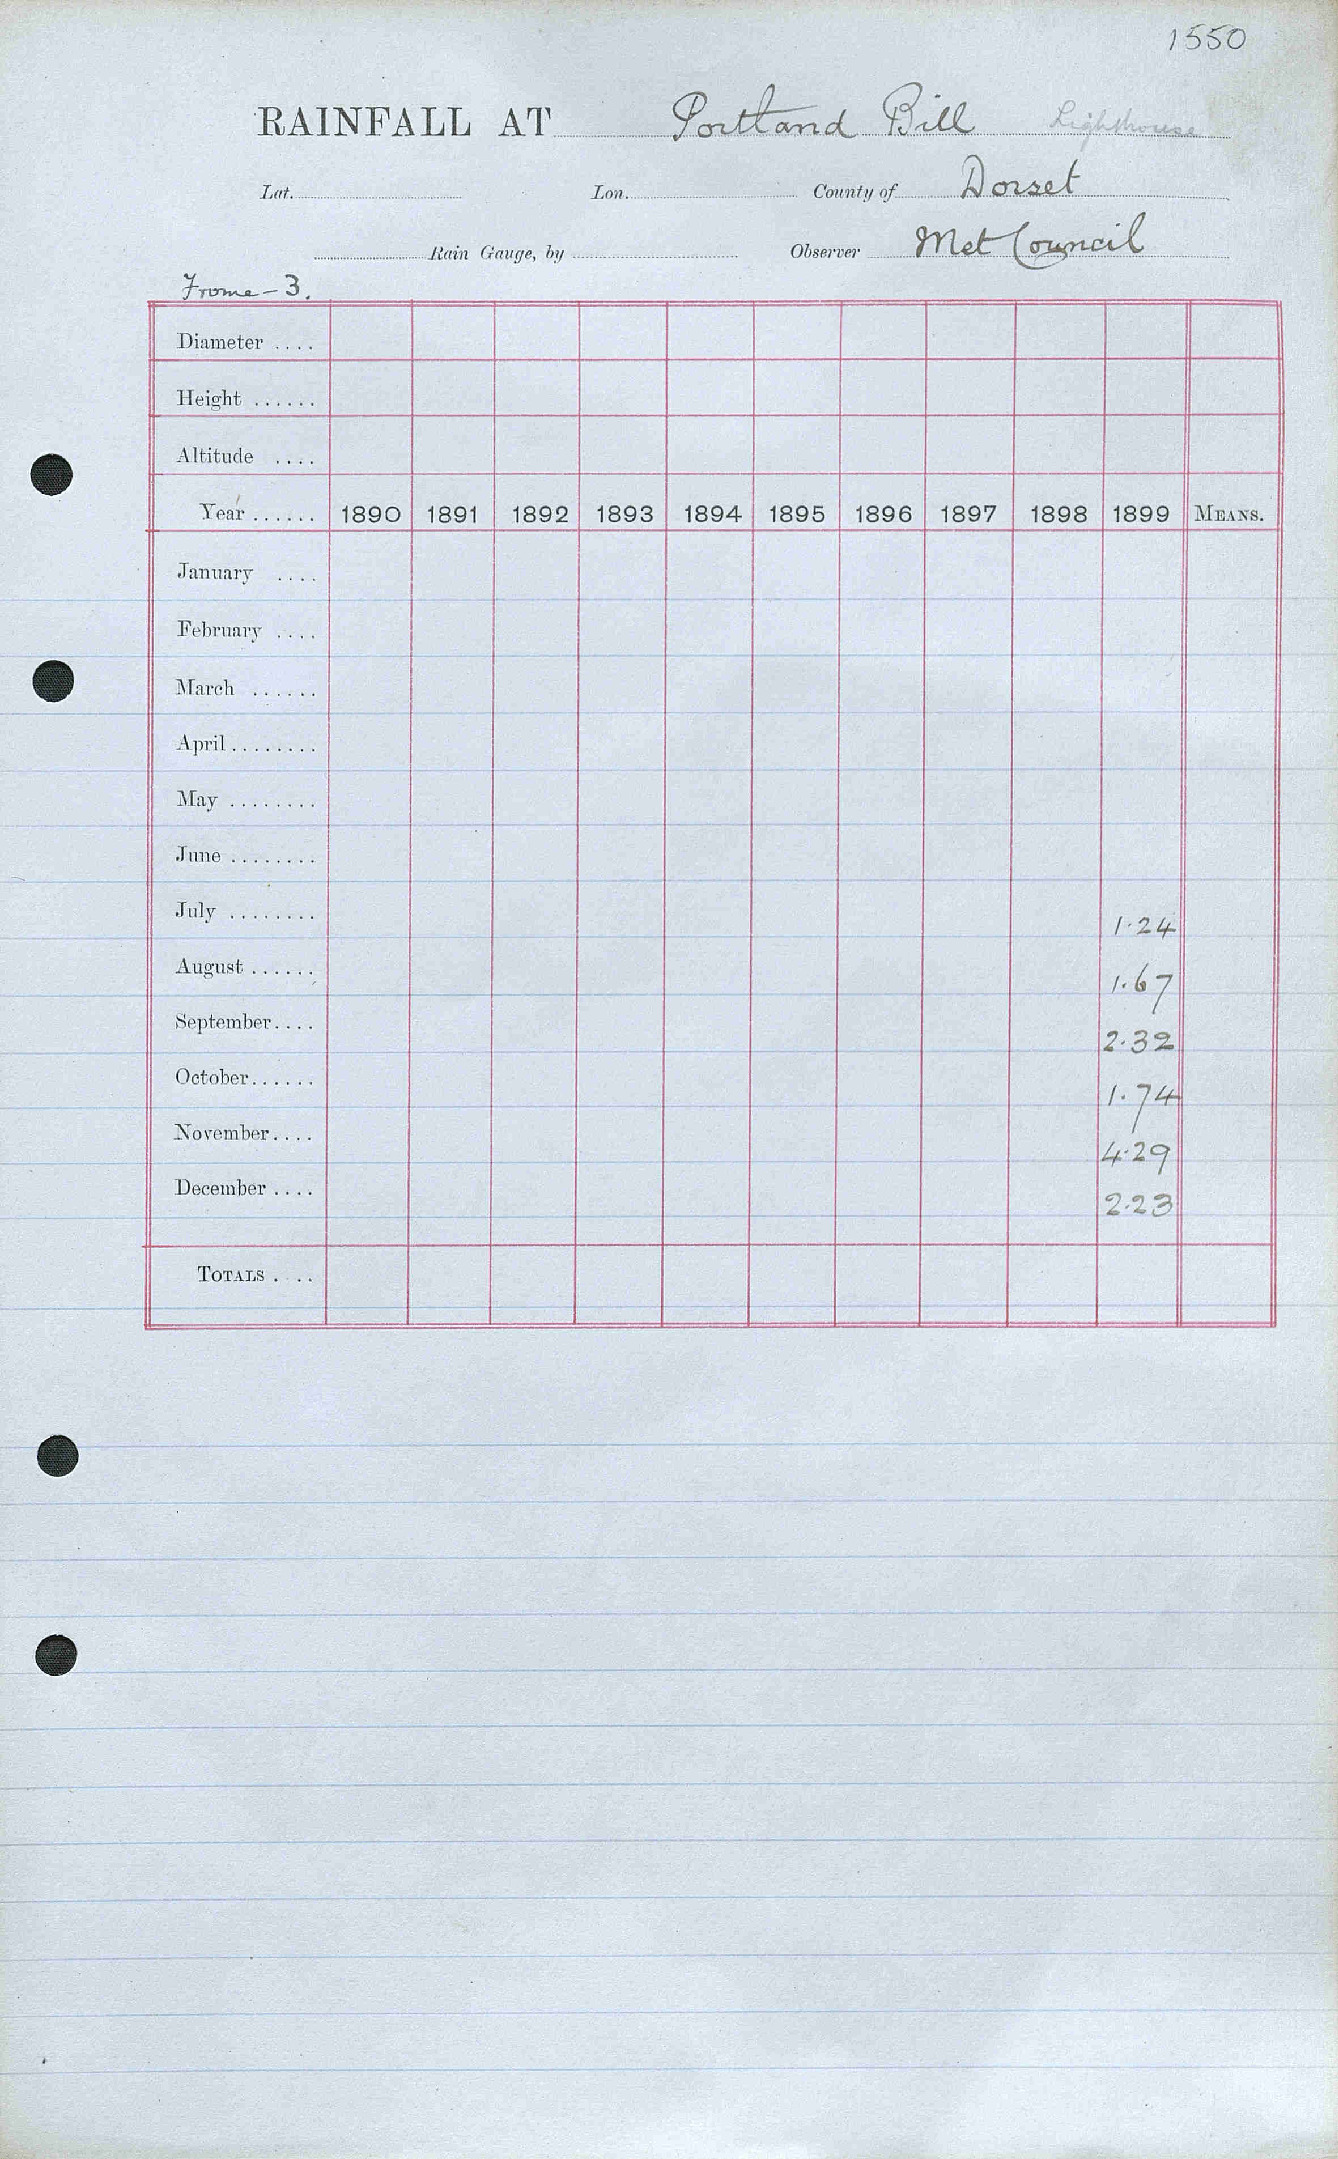 1550
RAINFALL AT Portland Bill Lighthouse
Lat. Lon. County of Dorset
Rain Gauge, by Observer Met Council
Frome - 3.
Diameter ....
Height ......
Altitude ....
Year ...... 1890 1891 1892 1893 1894 1895 1896 1897 1898 1899 MEANS.
January ....
February ....
March ......
April ........
May ........
June ........
July ........ 1.24
August ...... 1.67
September .... 2.32
October ...... 1.74
November .... 4.29
December .... 2.23
TOTALS ....